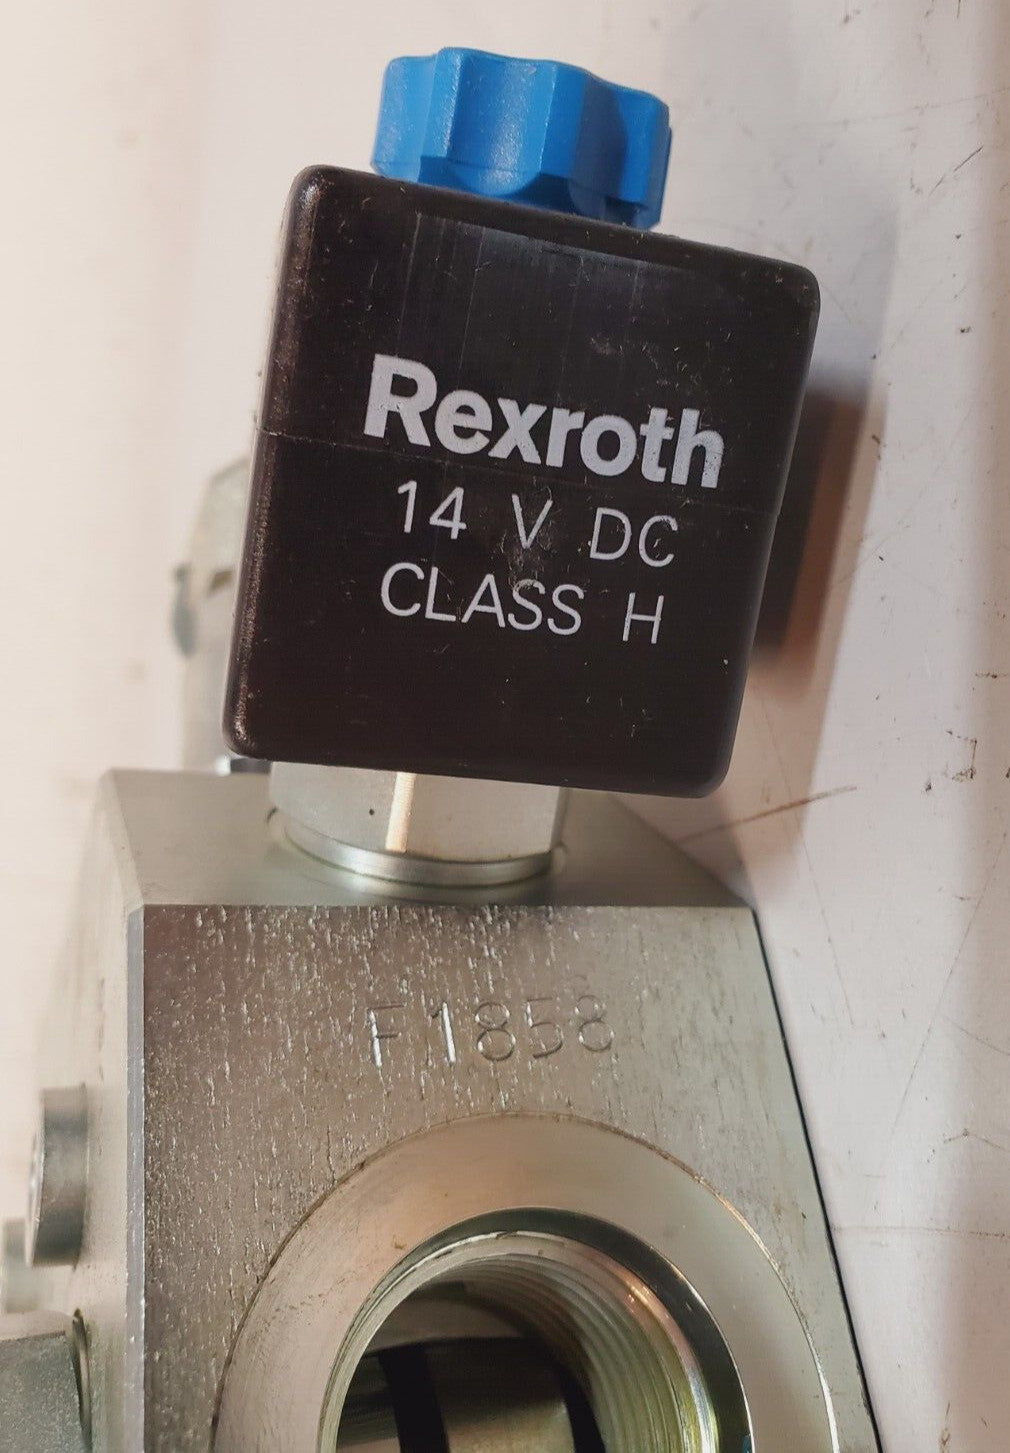 Rexroth
14 V DC
CLASS H
F1858